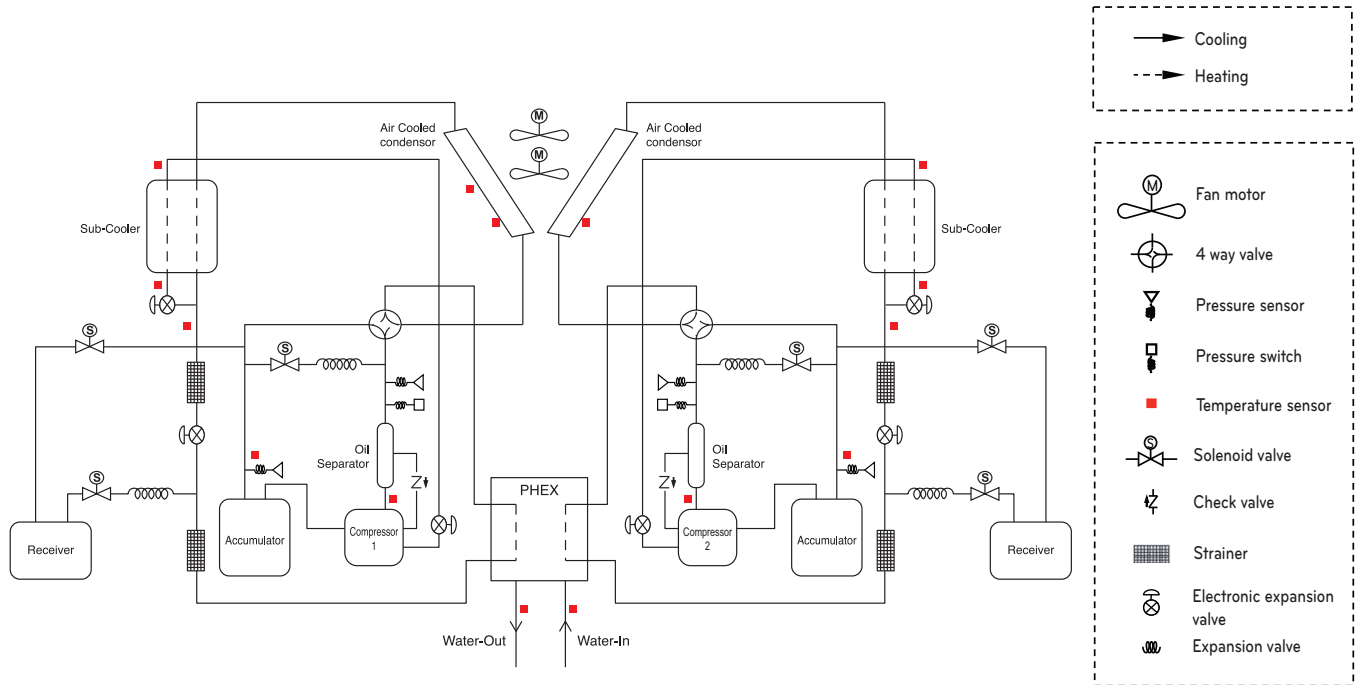 Cooling
Heating
M
M
Air Cooled
condensor
Air Cooled
condensor
Sub-Cooler
Sub-Cooler
S
S
S
S
Oil
Separator
Oil
Separator
S
S
PHEX
Z
Z
Receiver
Accumulator
Compressor
1
Compressor
2
Accumulator
Receiver
Water-Out
Water-In
M
Fan motor
4 way valve
Pressure sensor
Pressure switch
Temperature sensor
S
Solenoid valve
Check valve
Strainer
Electronic expansion
valve
Expansion valve